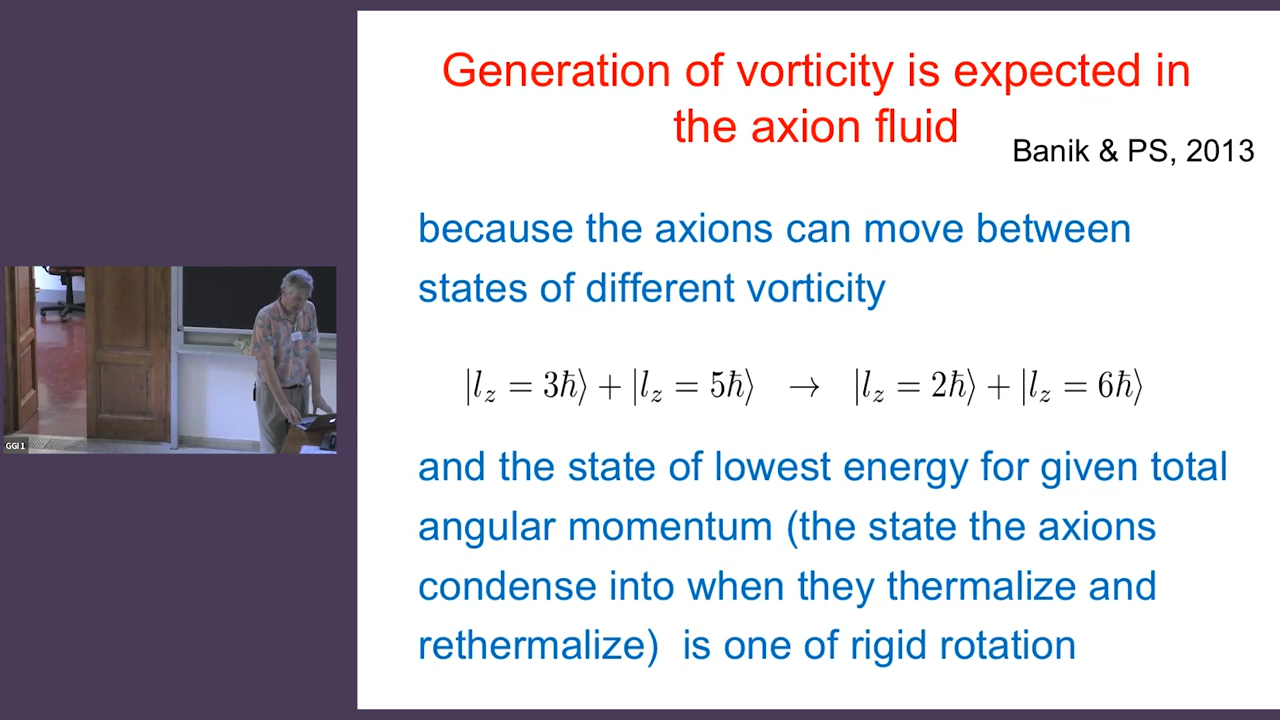 Generation of vorticity is expected in
the axion fluid
Banik & PS, 2013
because the axions can move between
states of different vorticity
|l_z = 3ħ⟩ + |l_z = 5ħ⟩ → |l_z = 2ħ⟩ + |l_z = 6ħ⟩
and the state of lowest energy for given total
angular momentum (the state the axions
condense into when they thermalize and
rethermalize) is one of rigid rotation
GGI 1